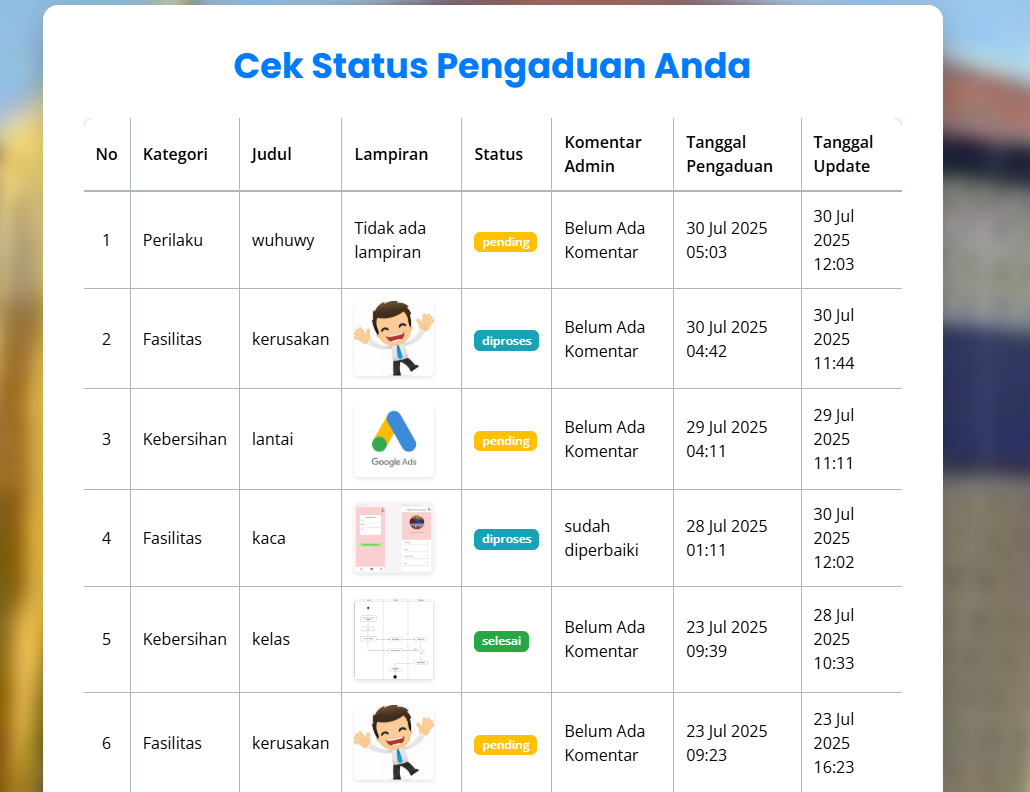 Cek Status Pengaduan Anda
No Kategori Judul Lampiran Status Komentar Admin Tanggal Pengaduan Tanggal Update
1 Perilaku wuhuwy Tidak ada lampiran pending Belum Ada Komentar 30 Jul 2025 05:03 30 Jul 2025 12:03
2 Fasilitas kerusakan diproses Belum Ada Komentar 30 Jul 2025 04:42 30 Jul 2025 11:44
3 Kebersihan lantai Google Ads pending Belum Ada Komentar 29 Jul 2025 04:11 29 Jul 2025 11:11
4 Fasilitas kaca diproses sudah diperbaiki 28 Jul 2025 01:11 30 Jul 2025 12:02
5 Kebersihan kelas selesai Belum Ada Komentar 23 Jul 2025 09:39 28 Jul 2025 10:33
6 Fasilitas kerusakan pending Belum Ada Komentar 23 Jul 2025 09:23 23 Jul 2025 16:23